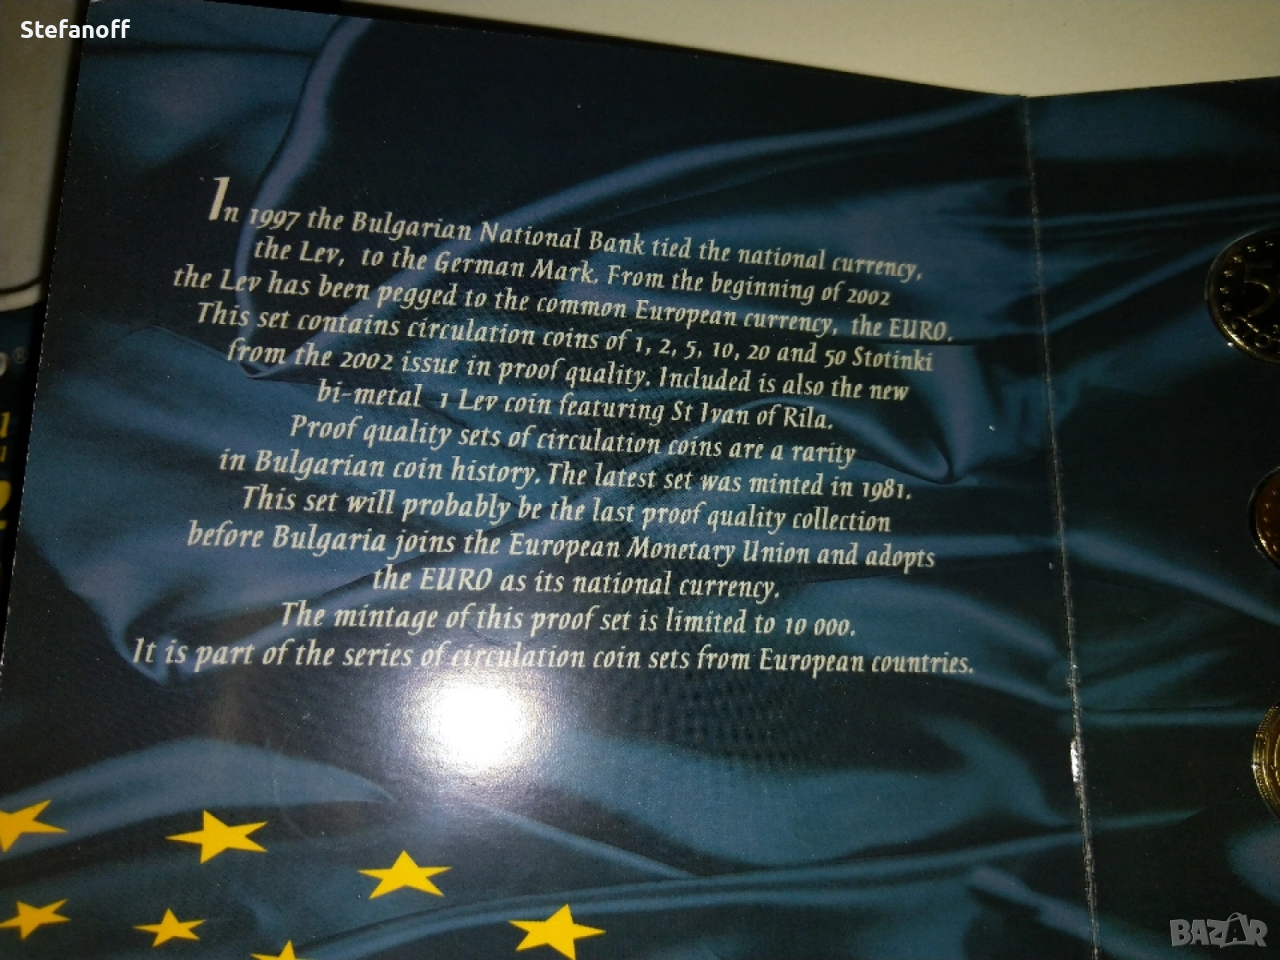 Stefanoff
In 1997 the Bulgarian National Bank tied the national currency,
the Lev, to the German Mark. From the beginning of 2002
the Lev has been pegged to the common European currency, the EURO.
This set contains circulation coins of 1, 2, 5, 10, 20 and 50 Stotinki
from the 2002 issue in proof quality. Included is also the new
bi-metal 1 Lev coin featuring St Ivan of Rila.
Proof quality sets of circulation coins are a rarity
in Bulgarian coin history. The latest set was minted in 1981.
This set will probably be the last proof quality collection
before Bulgaria joins the European Monetary Union and adopts
the EURO as its national currency.
The mintage of this proof set is limited to 10 000.
It is part of the series of circulation coin sets from European countries.
BAZAR